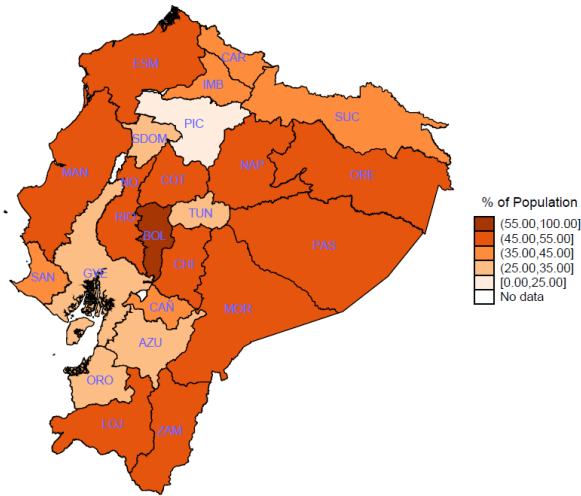 ESM
CAR
IMB
PIC
SUC
SDOM
MAN
COT
NAP
ORE
RIO
TUN
BOL
PAS
SAN
GYE
CHI
CAÑ
MOR
AZU
ORO
LOJ
ZAM
% of Population
(55.00,100.00]
(45.00,55.00]
(35.00,45.00]
(25.00,35.00]
[0.00,25.00]
No data